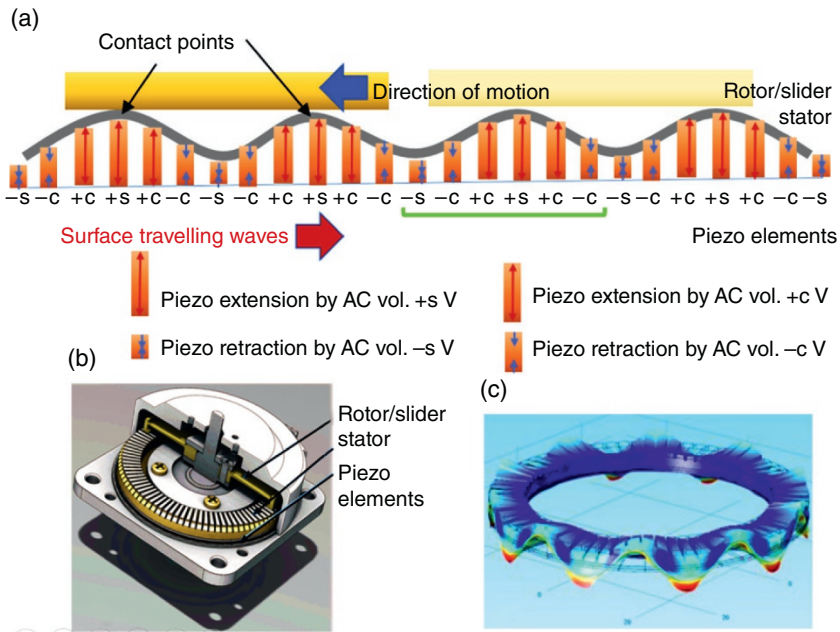 (a)
Contact points
Direction of motion
Rotor/slider
stator
–S –C +C +S +C –C –S –C +C +S +C –C –S –C +C +S +C –C –S –C +C +S +C –C –S
Surface travelling waves
Piezo elements
Piezo extension by AC vol. +s V
Piezo extension by AC vol. +c V
Piezo retraction by AC vol. –s V
Piezo retraction by AC vol. –c V
(b)
Rotor/slider
stator
Piezo
elements
(c)